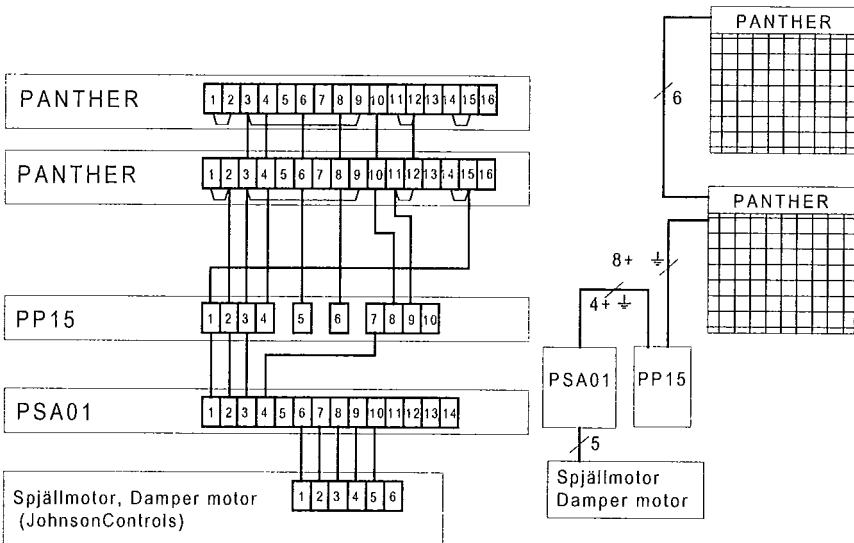 PANTHER
1 2 3 4 5 6 7 8 9 10 11 12 13 14 15 16
PANTHER
1 2 3 4 5 6 7 8 9 10 11 12 13 14 15 16
PP15
1 2 3 4 5 6 7 8 9 10
PSA01
1 2 3 4 5 6 7 8 9 10 11 12 13 14
Spjällmotor, Damper motor
(JohnsonControls)
1 2 3 4 5 6
PANTHER
6
PANTHER
8+
4+
PSA01
PP15
5
Spjällmotor
Damper motor